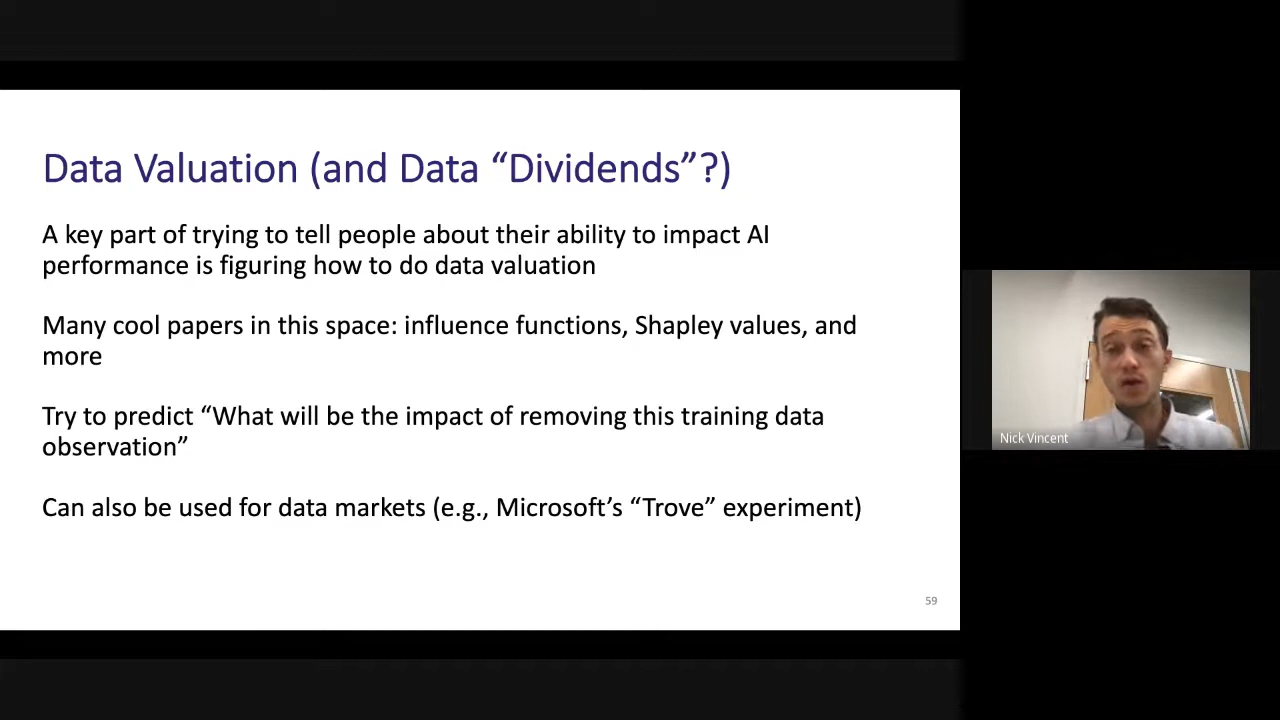 Data Valuation (and Data “Dividends”?)
A key part of trying to tell people about their ability to impact AI
performance is figuring how to do data valuation
Many cool papers in this space: influence functions, Shapley values, and
more
Try to predict “What will be the impact of removing this training data
observation”
Can also be used for data markets (e.g., Microsoft’s “Trove” experiment)
59
Nick Vincent